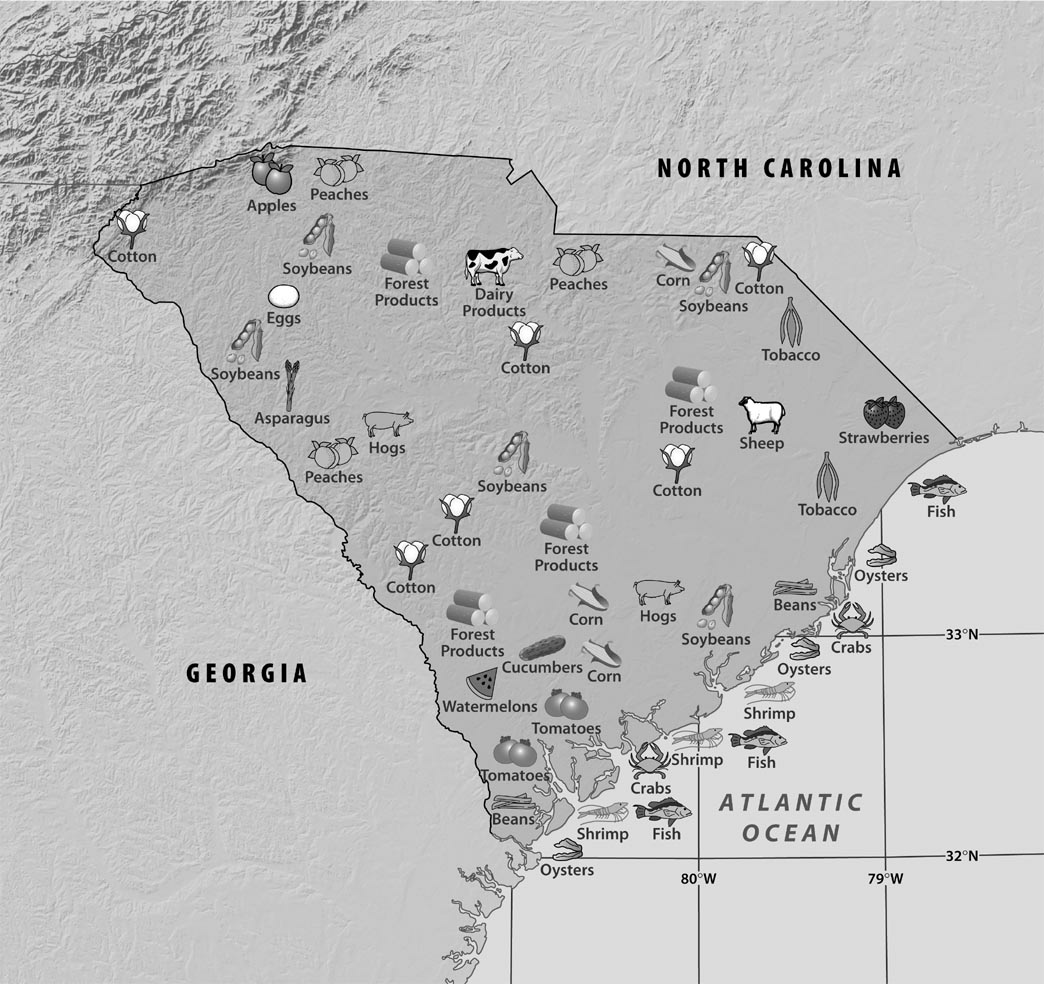 NORTH CAROLINA
Apples
Peaches
Cotton
Soybeans
Forest
Products
Dairy
Products
Peaches
Corn
Soybeans
Cotton
Eggs
Tobacco
Soybeans
Cotton
Asparagus
Forest
Products
Sheep
Strawberries
Hogs
Peaches
Soybeans
Cotton
Tobacco
Fish
Cotton
Forest
Products
Cotton
Oysters
Forest
Products
Corn
Hogs
Soybeans
Beans
Crabs
33°N
Cucumbers
Corn
Oysters
GEORGIA
Watermelons
Tomatoes
Shrimp
Tomatoes
Crabs
Shrimp
Fish
Beans
Shrimp
Fish
ATLANTIC
OCEAN
Oysters
32°N
80°W
79°W